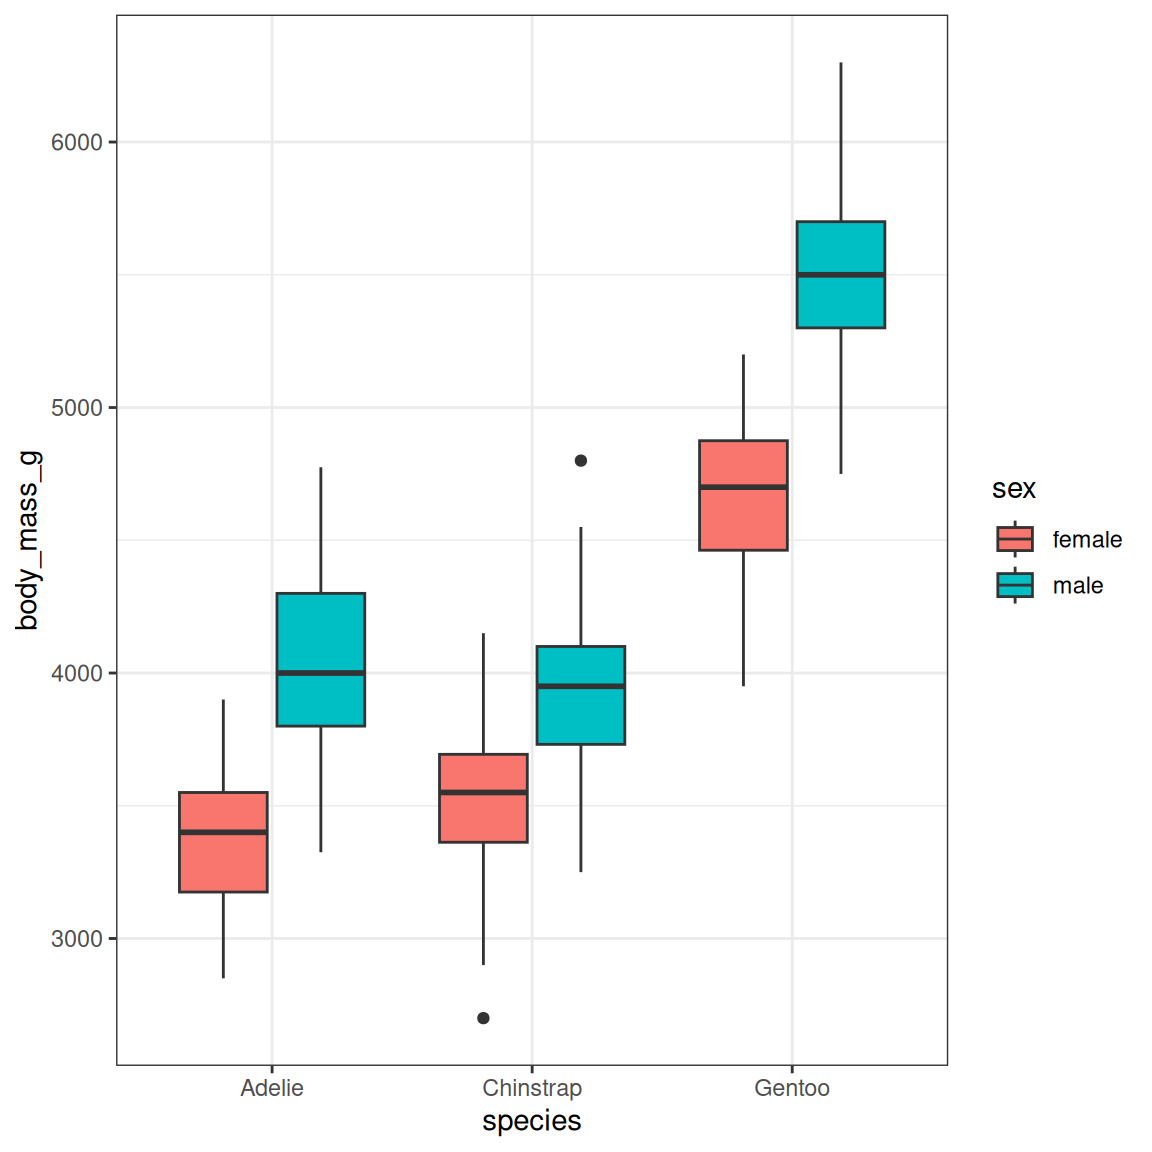 body_mass_g
6000
5000
4000
3000
Adelie
Chinstrap
Gentoo
species
sex
female
male